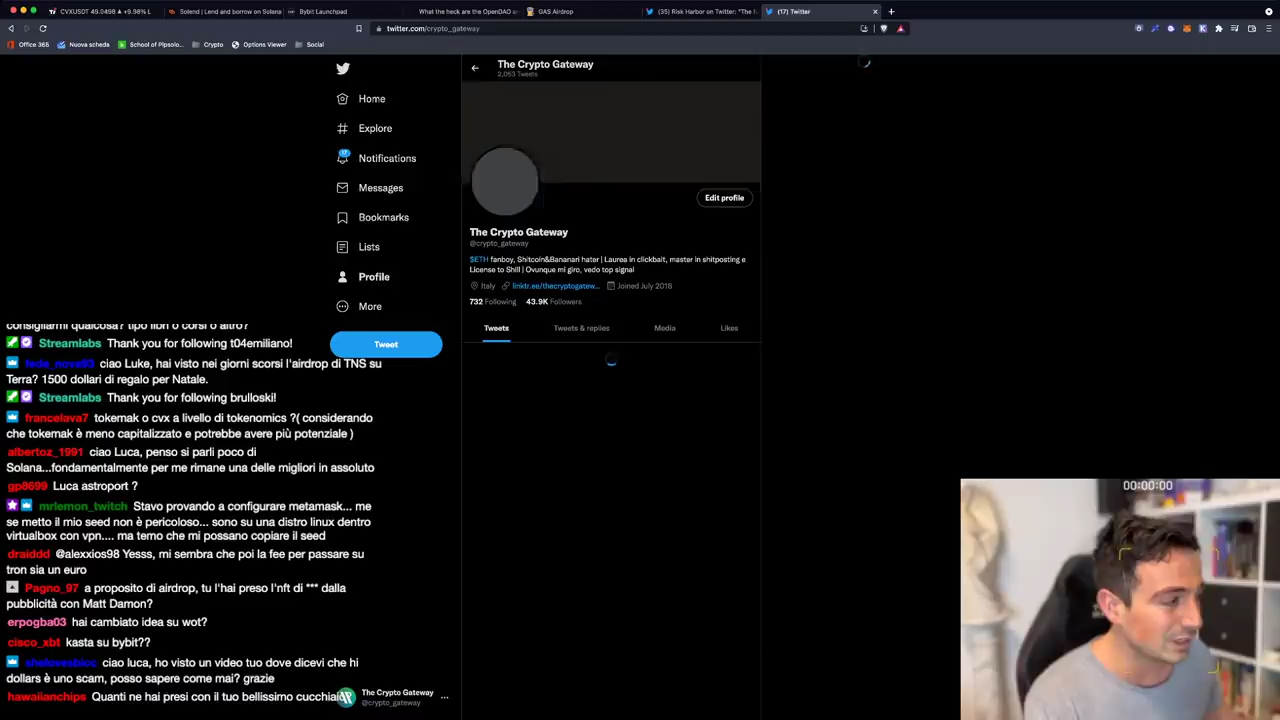 CVXUSDT 49.0498 ▲ +9.98% L
Solend | Lend and borrow on Solana
Bybit Launchpad
What the heck are the OpenDAO a
GAS Airdrop
(35) Risk Harbor on Twitter: "The f
(17) Twitter
twitter.com/crypto_gateway
Office 365
Nuova scheda
School of Pipsolo...
Crypto
Options Viewer
Social
The Crypto Gateway
2,053 Tweets
Home
Explore
17
Notifications
Messages
Bookmarks
Lists
Profile
More
Tweet
Edit profile
The Crypto Gateway
@crypto_gateway
$ETH fanboy, Shitcoin&Bananari hater | Laurea in clickbait, master in shitposting e
License to Shill | Ovunque mi giro, vedo top signal
Italy linktr.ee/thecryptogatew... Joined July 2018
732 Following 43.9K Followers
Tweets
Tweets & replies
Media
Likes
consigliarmi qualcosa? tipo libri o corsi o altro?
Streamlabs Thank you for following t04emiliano!
fede_nova93 ciao Luke, hai visto nei giorni scorsi l'airdrop di TNS su
Terra? 1500 dollari di regalo per Natale.
Streamlabs Thank you for following brulloski!
francelava7 tokemak o cvx a livello di tokenomics ?( considerando
che tokemak è meno capitalizzato e potrebbe avere più potenziale )
albertoz_1991 ciao Luca, penso si parli poco di
Solana...fondamentalmente per me rimane una delle migliori in assoluto
gp8699 Luca astroport ?
mrlemon_twitch Stavo provando a configurare metamask... me
se metto il mio seed non è pericoloso... sono su una distro linux dentro
virtualbox con vpn.... ma temo che mi possano copiare il seed
draiddd @alexxios98 Yesss, mi sembra che poi la fee per passare su
tron sia un euro
Pagno_97 a proposito di airdrop, tu l'hai preso l'nft di *** dalla
pubblicità con Matt Damon?
erpogba03 hai cambiato idea su wot?
cisco_xbt kasta su bybit??
shelovesbicc ciao luca, ho visto un video tuo dove dicevi che hi
dollars è uno scam, posso sapere come mai? grazie
hawaiianchips Quanti ne hai presi con il tuo bellissimo cucchiaio
The Crypto Gateway
@crypto_gateway
00:00:00